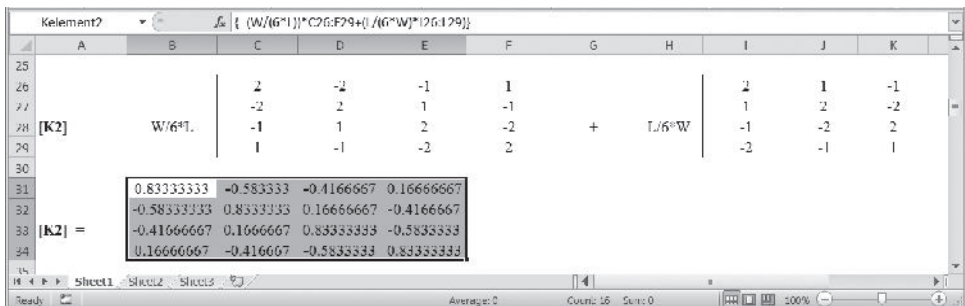 Kelement2 fx { (W/(6*L))*C26:F29+(L/(6*W)*I26:L29)}
A B C D E F G H I J K
25
26 2 -2 -1 1 2 1 -1
27 -2 2 1 -1 1 2 -2
28 [K2] W/6*L -1 1 2 -2 + L/6*W -1 -2 2
29 1 -1 -2 2 -2 -1 1
30
31 0.83333333 -0.583333 -0.4166667 0.16666667
32 -0.58333333 0.8333333 0.16666667 -0.4166667
33 [K2] = -0.41666667 0.1666667 0.83333333 -0.5833333
34 0.16666667 -0.416667 -0.5833333 0.83333333
35
Sheet1 Sheet2 Sheet3
Ready Average: 0 Count: 16 Sum: 0 100%